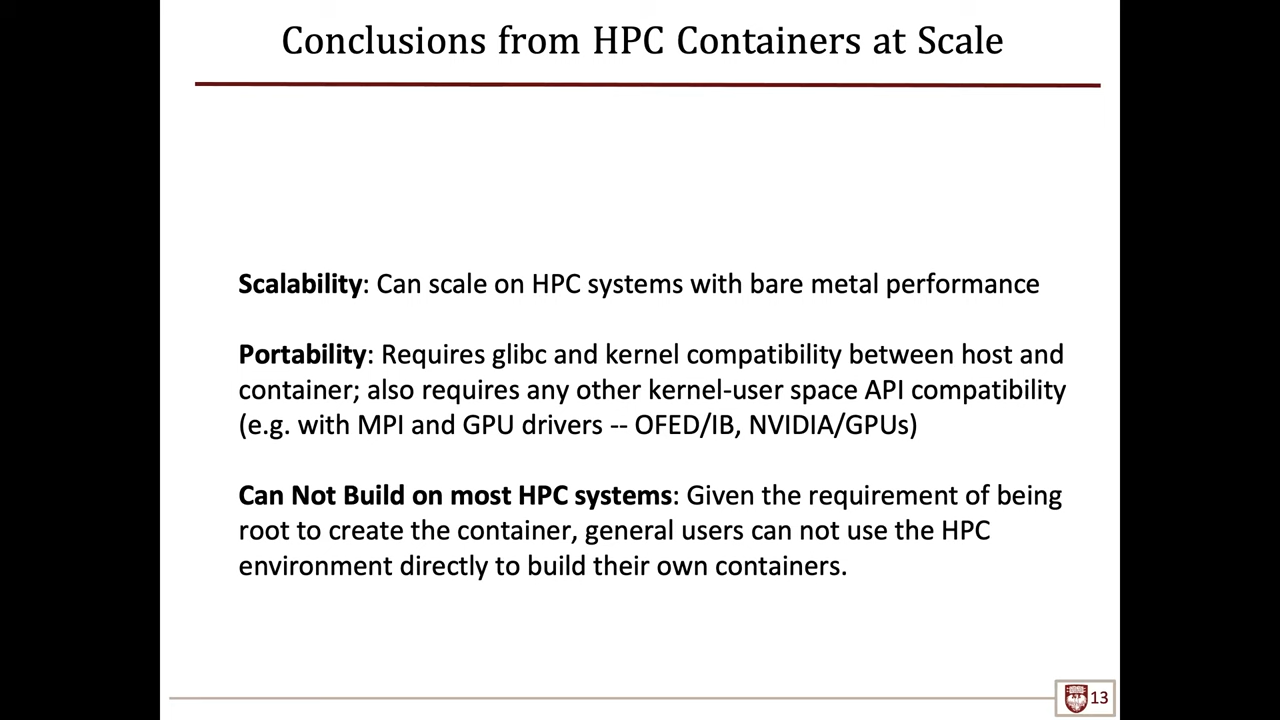 Conclusions from HPC Containers at Scale
Scalability: Can scale on HPC systems with bare metal performance
Portability: Requires glibc and kernel compatibility between host and
container; also requires any other kernel-user space API compatibility
(e.g. with MPI and GPU drivers -- OFED/IB, NVIDIA/GPUs)
Can Not Build on most HPC systems: Given the requirement of being
root to create the container, general users can not use the HPC
environment directly to build their own containers.
13